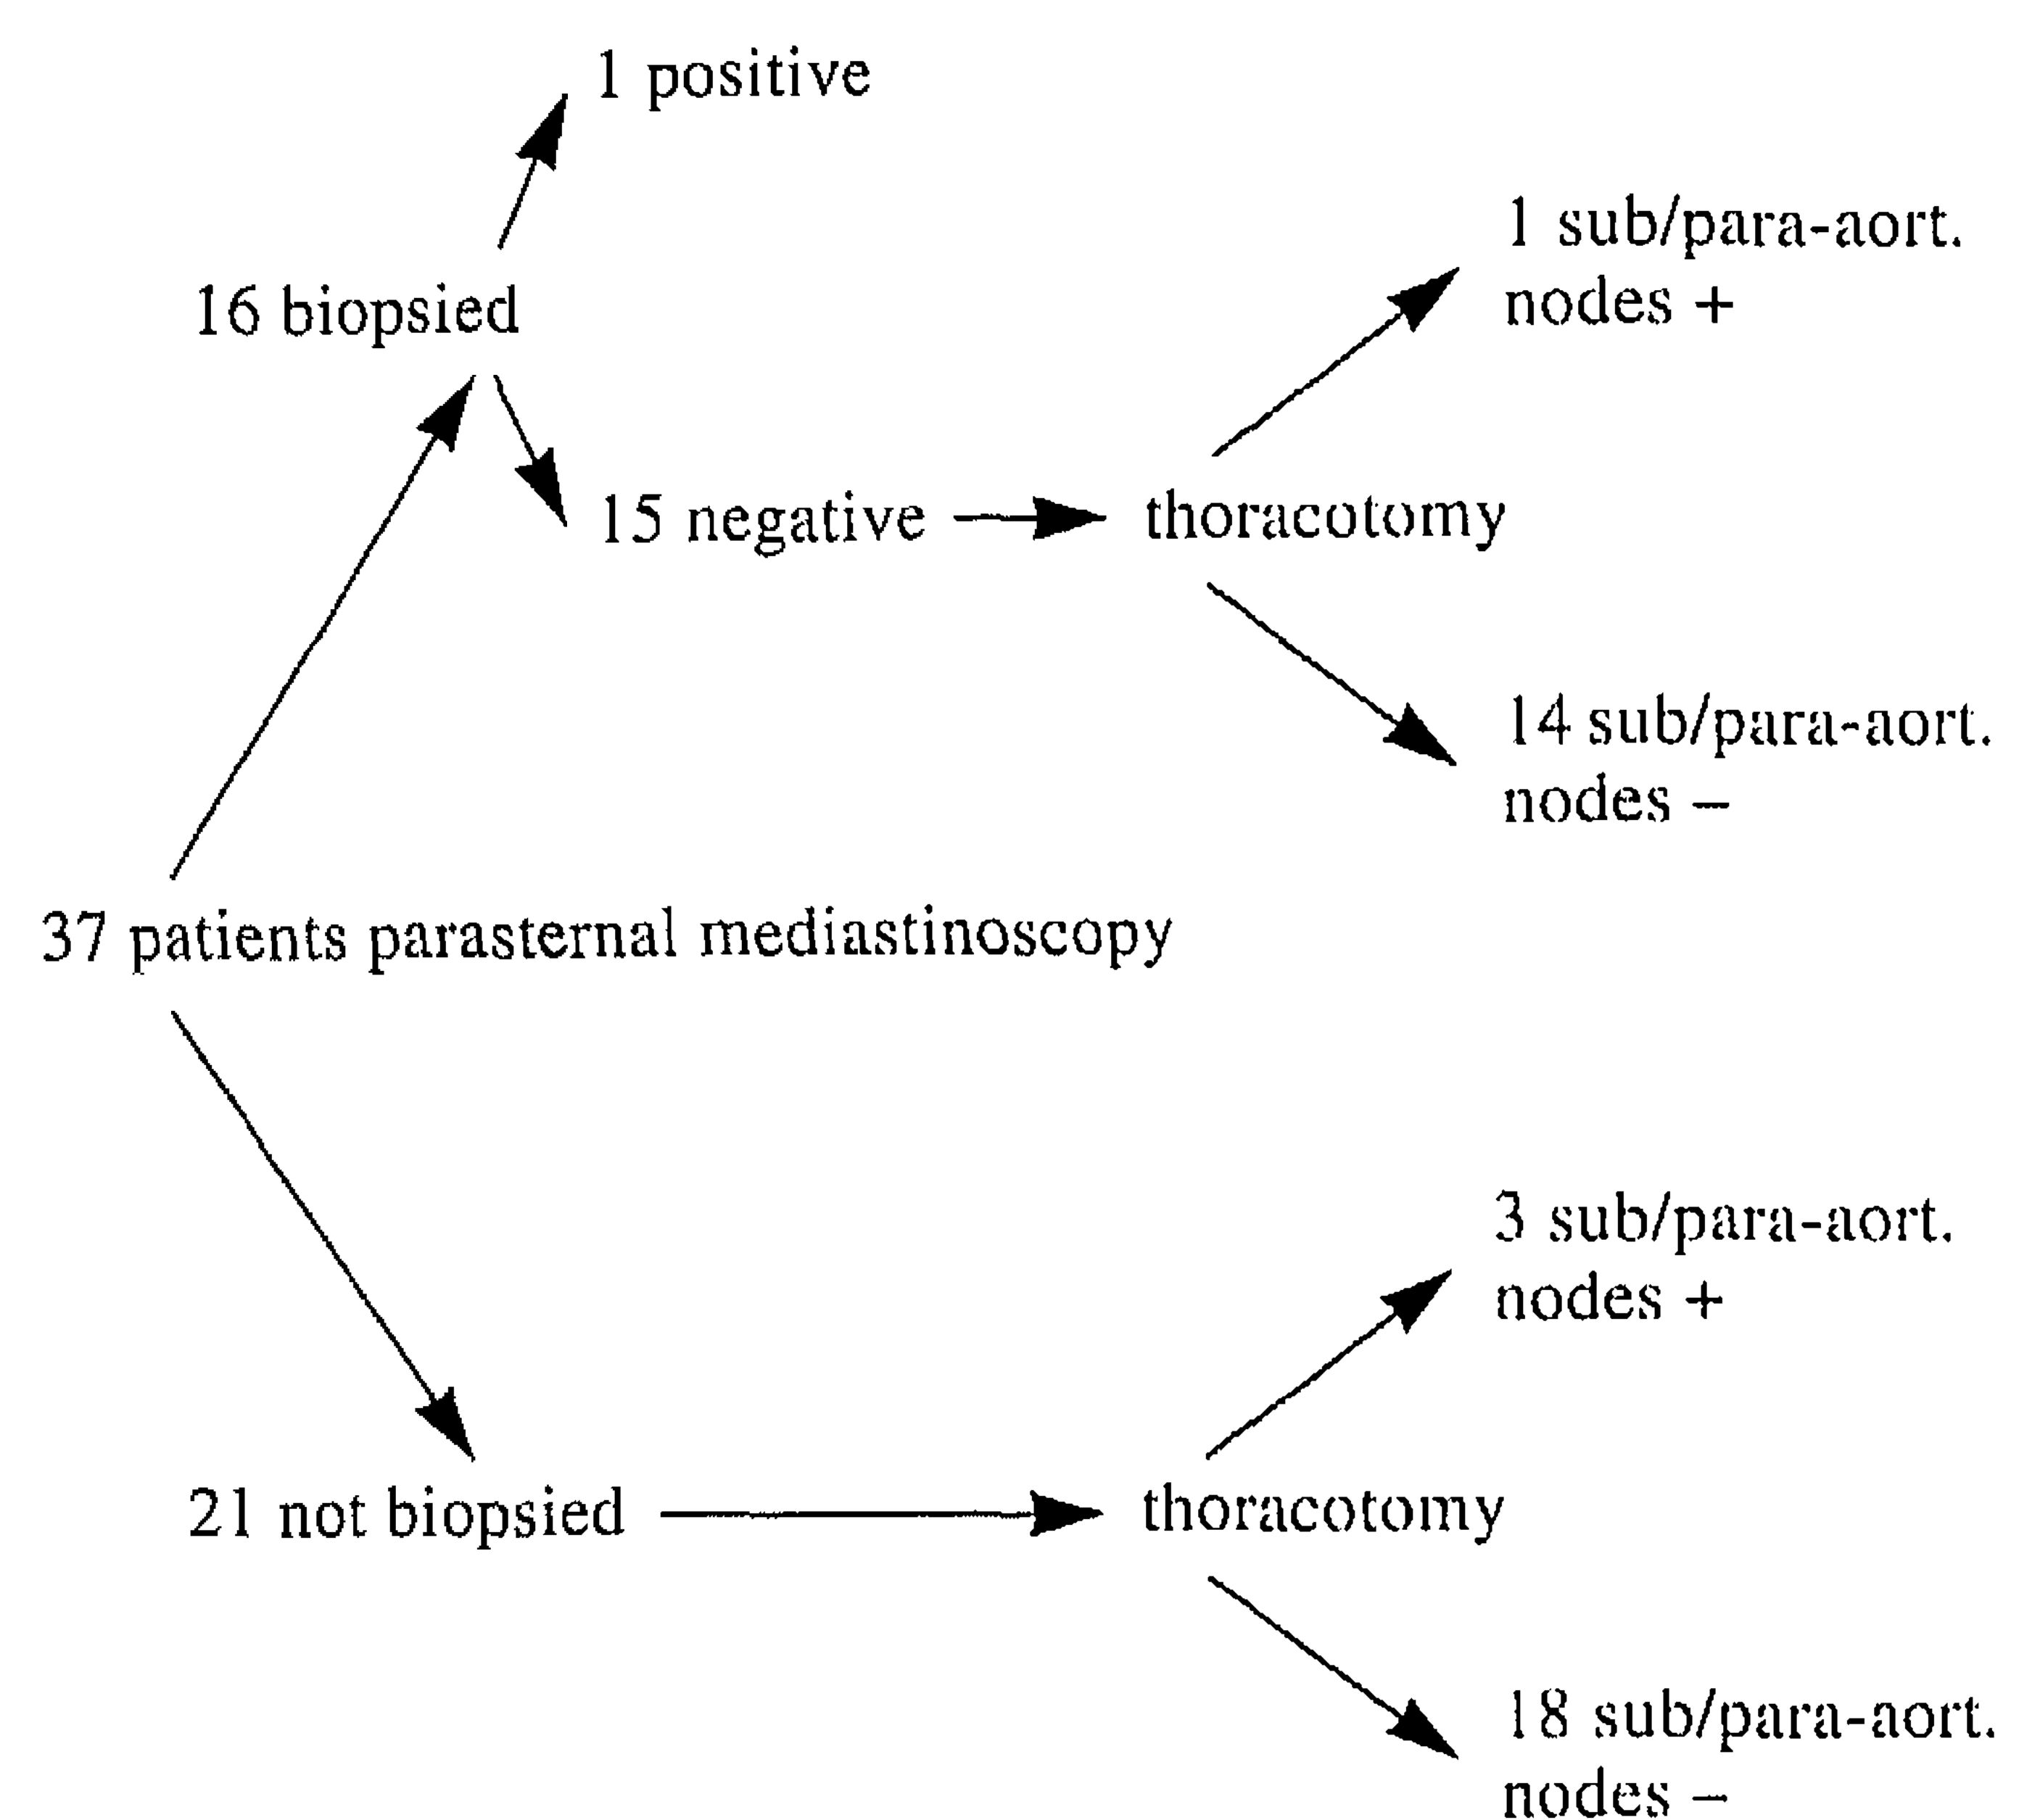 1 positive
1 sub/para-aort.
nodes +
16 biopsied
15 negative
thoracotomy
14 sub/para-aort.
nodes –
37 patients parasternal mediastinoscopy
3 sub/para-aort.
nodes +
21 not biopsied
thoracotomy
18 sub/para-aort.
nodes –